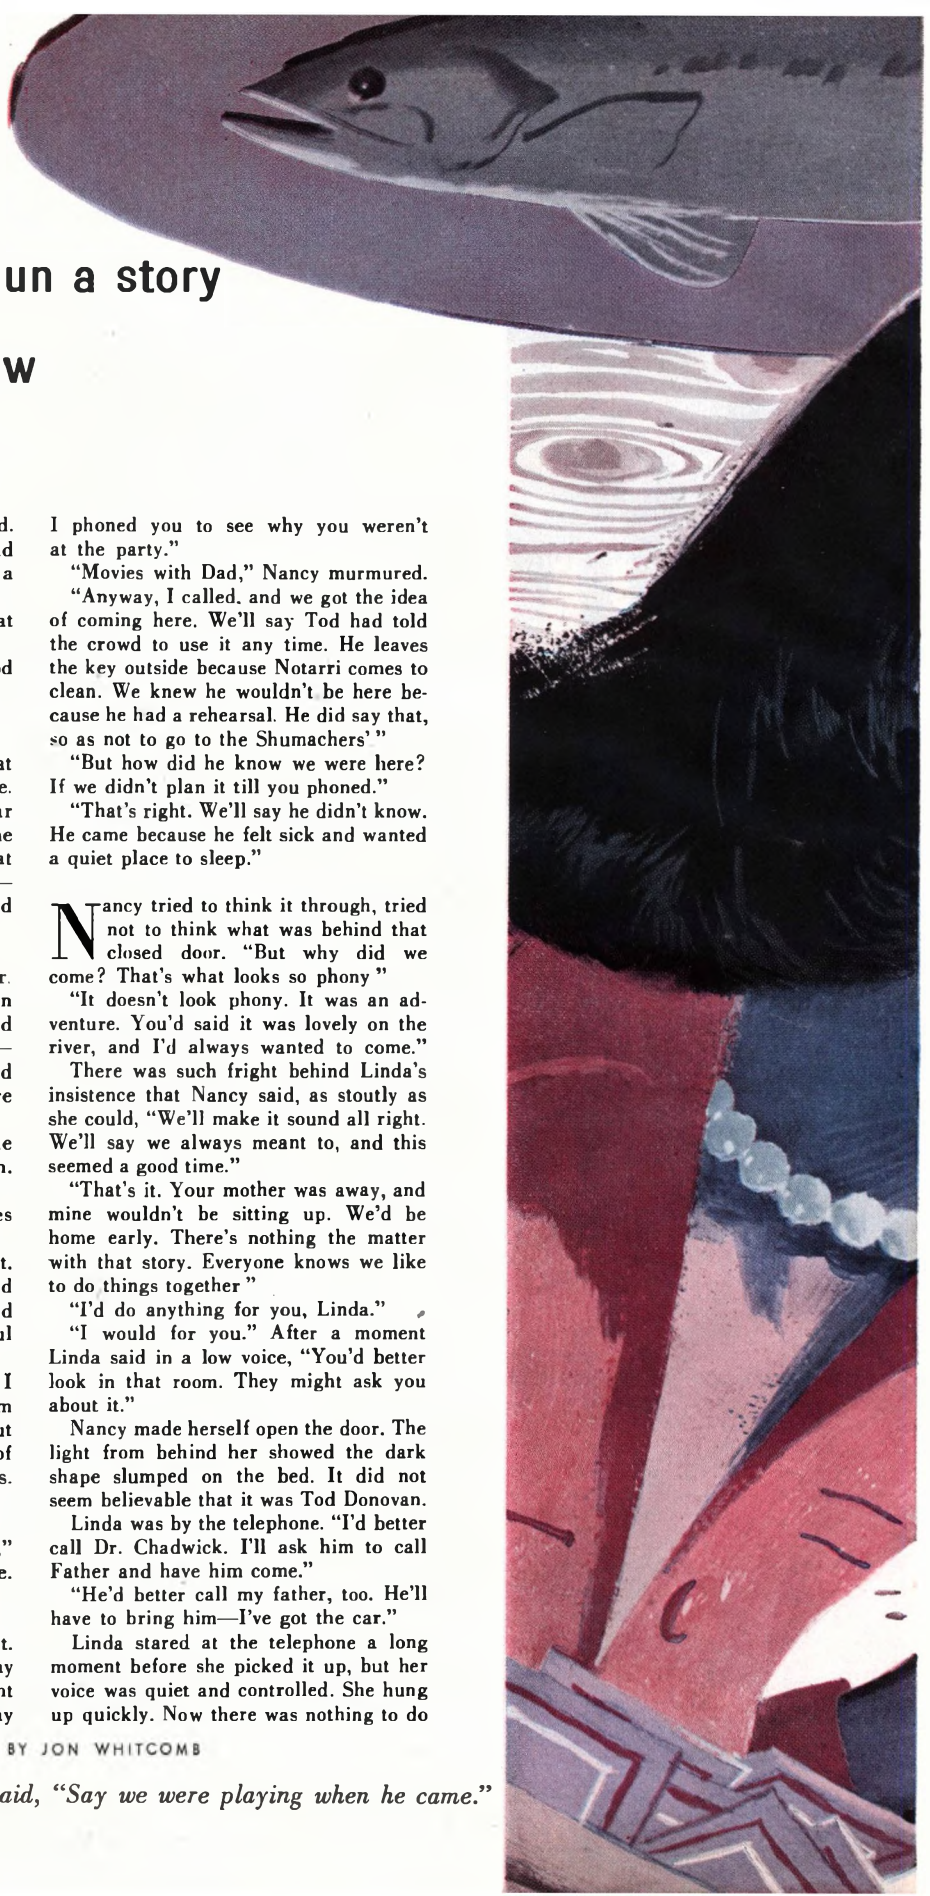 un a story
w
I phoned you to see why you weren't
at the party.”
“Movies with Dad,” Nancy murmured.
“Anyway, I called. and we got the idea
of coming here. We'll say Tod had told
the crowd to use it any time. He leaves
the key outside because Notarri comes to
clean. We knew he wouldn't be here be-
cause he had a rehearsal. He did say that,
so as not to go to the Shumachers' ”
“But how did he know we were here?
If we didn't plan it till you phoned.”
“That's right. We'll say he didn't know.
He came because he felt sick and wanted
a quiet place to sleep.”
Nancy tried to think it through, tried
not to think what was behind that
closed door. “But why did we
come? That's what looks so phony ”
“It doesn't look phony. It was an ad-
venture. You'd said it was lovely on the
river, and I'd always wanted to come.”
There was such fright behind Linda's
insistence that Nancy said, as stoutly as
she could, “We'll make it sound all right.
We'll say we always meant to, and this
seemed a good time.”
“That's it. Your mother was away, and
mine wouldn't be sitting up. We'd be
home early. There's nothing the matter
with that story. Everyone knows we like
to do things together ”
“I'd do anything for you, Linda.”
“I would for you.” After a moment
Linda said in a low voice, “You'd better
look in that room. They might ask you
about it.”
Nancy made herself open the door. The
light from behind her showed the dark
shape slumped on the bed. It did not
seem believable that it was Tod Donovan.
Linda was by the telephone. “I'd better
call Dr. Chadwick. I'll ask him to call
Father and have him come.”
“He'd better call my father, too. He'll
have to bring him—I've got the car.”
Linda stared at the telephone a long
moment before she picked it up, but her
voice was quiet and controlled. She hung
up quickly. Now there was nothing to do
BY JON WHITCOMB
aid, “Say we were playing when he came.”